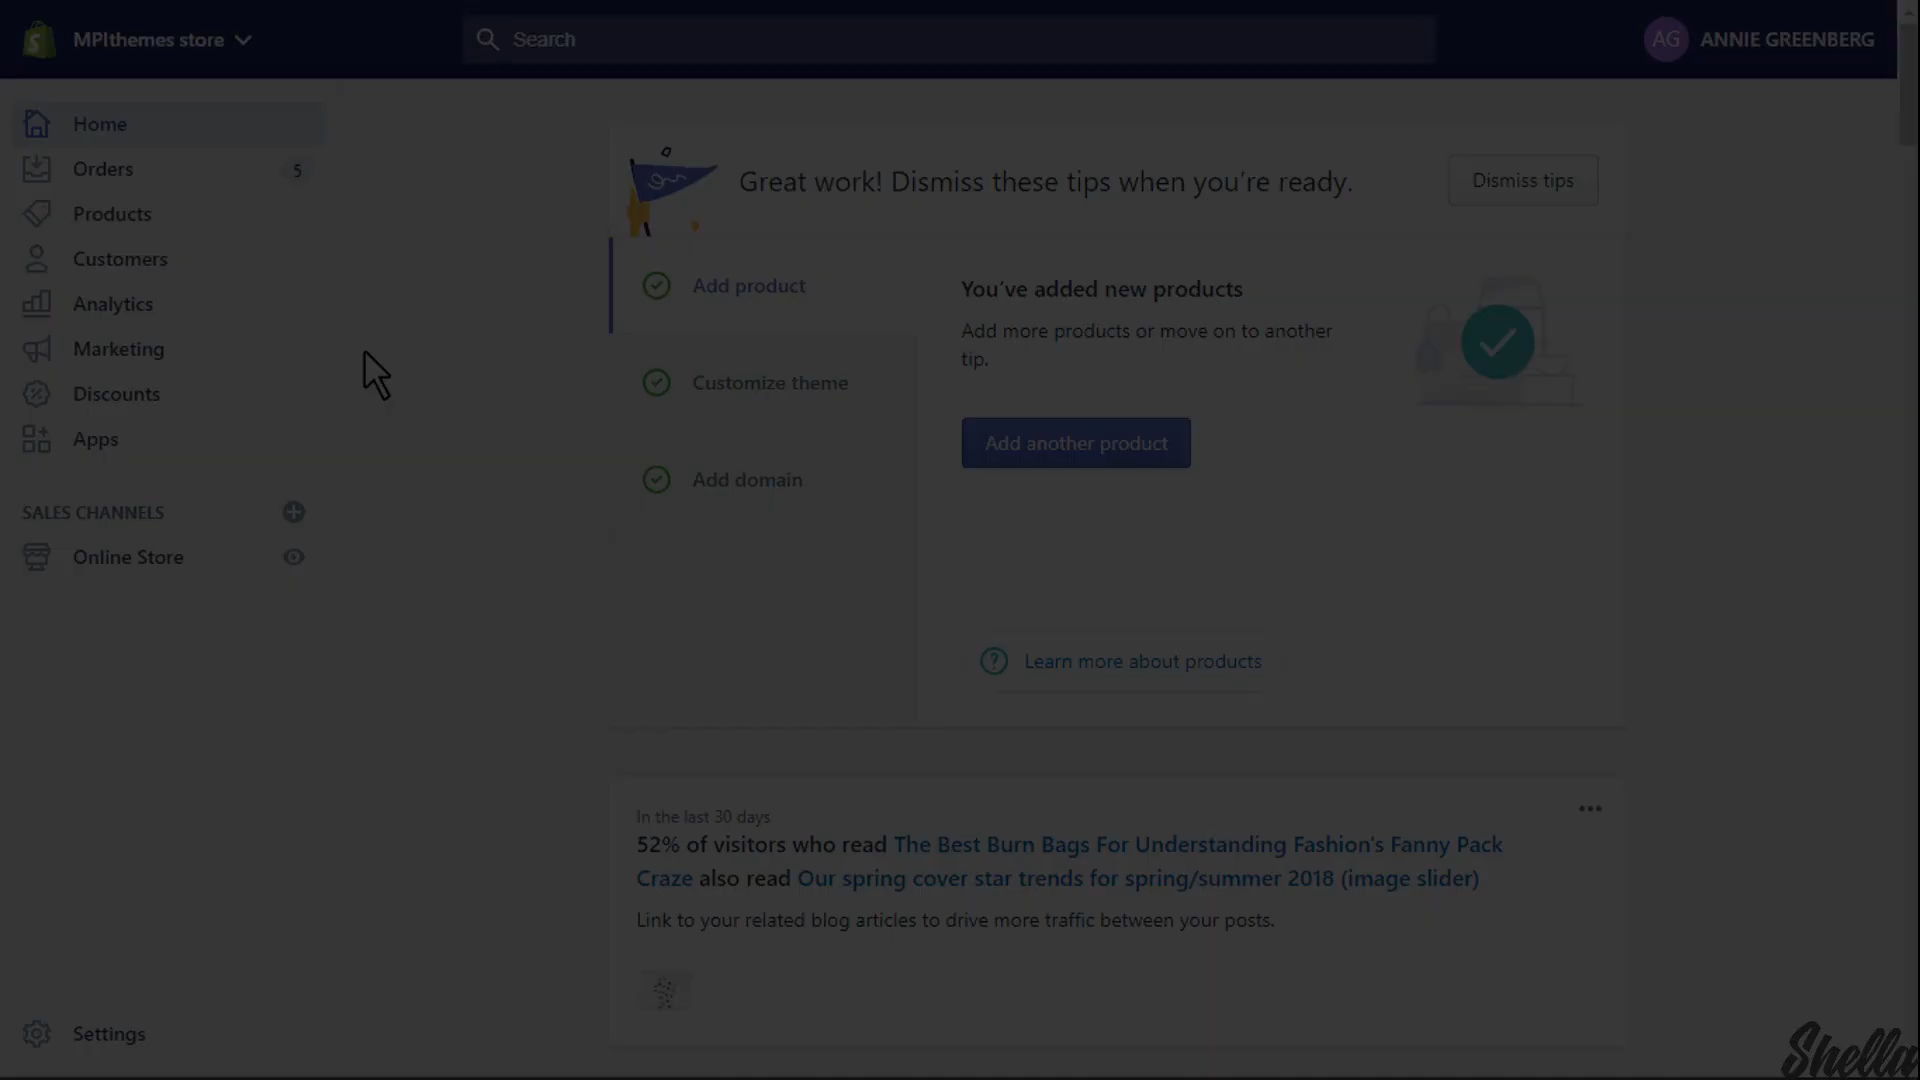 MPIthemes store
Search
AG ANNIE GREENBERG
Home
Orders 5
Products
Customers
Analytics
Marketing
Discounts
Apps
SALES CHANNELS
Online Store
Settings
Great work! Dismiss these tips when you're ready.
Dismiss tips
Add product
Customize theme
Add domain
You've added new products
Add more products or move on to another
tip.
Add another product
Learn more about products
In the last 30 days
52% of visitors who read The Best Burn Bags For Understanding Fashion's Fanny Pack
Craze also read Our spring cover star trends for spring/summer 2018 (image slider)
Link to your related blog articles to drive more traffic between your posts.
Shella